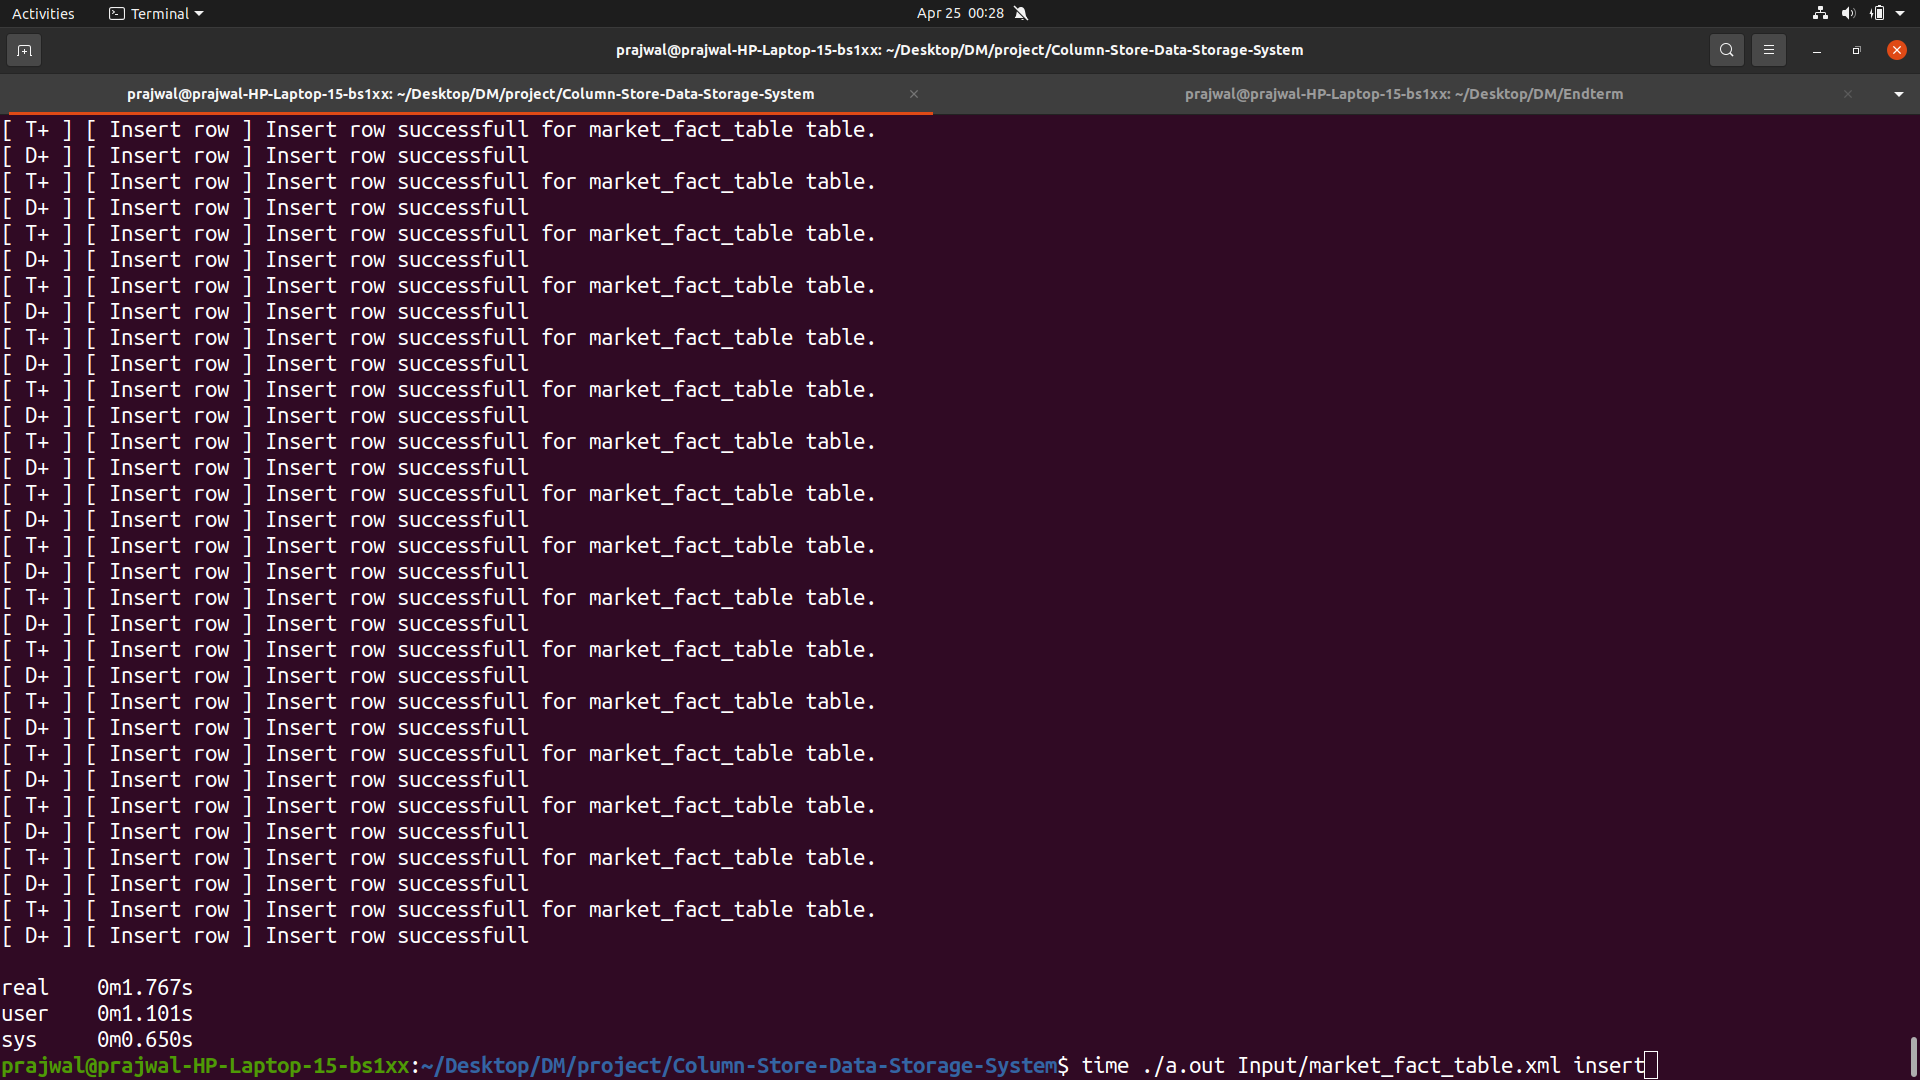 Activities Terminal Apr 25 00:28
prajwal@prajwal-HP-Laptop-15-bs1xx: ~/Desktop/DM/project/Column-Store-Data-Storage-System
prajwal@prajwal-HP-Laptop-15-bs1xx: ~/Desktop/DM/project/Column-Store-Data-Storage-System prajwal@prajwal-HP-Laptop-15-bs1xx: ~/Desktop/DM/Endterm
[ T+ ] [ Insert row ] Insert row successfull for market_fact_table table.
[ D+ ] [ Insert row ] Insert row successfull
[ T+ ] [ Insert row ] Insert row successfull for market_fact_table table.
[ D+ ] [ Insert row ] Insert row successfull
[ T+ ] [ Insert row ] Insert row successfull for market_fact_table table.
[ D+ ] [ Insert row ] Insert row successfull
[ T+ ] [ Insert row ] Insert row successfull for market_fact_table table.
[ D+ ] [ Insert row ] Insert row successfull
[ T+ ] [ Insert row ] Insert row successfull for market_fact_table table.
[ D+ ] [ Insert row ] Insert row successfull
[ T+ ] [ Insert row ] Insert row successfull for market_fact_table table.
[ D+ ] [ Insert row ] Insert row successfull
[ T+ ] [ Insert row ] Insert row successfull for market_fact_table table.
[ D+ ] [ Insert row ] Insert row successfull
[ T+ ] [ Insert row ] Insert row successfull for market_fact_table table.
[ D+ ] [ Insert row ] Insert row successfull
[ T+ ] [ Insert row ] Insert row successfull for market_fact_table table.
[ D+ ] [ Insert row ] Insert row successfull
[ T+ ] [ Insert row ] Insert row successfull for market_fact_table table.
[ D+ ] [ Insert row ] Insert row successfull
[ T+ ] [ Insert row ] Insert row successfull for market_fact_table table.
[ D+ ] [ Insert row ] Insert row successfull
[ T+ ] [ Insert row ] Insert row successfull for market_fact_table table.
[ D+ ] [ Insert row ] Insert row successfull
[ T+ ] [ Insert row ] Insert row successfull for market_fact_table table.
[ D+ ] [ Insert row ] Insert row successfull
[ T+ ] [ Insert row ] Insert row successfull for market_fact_table table.
[ D+ ] [ Insert row ] Insert row successfull
[ T+ ] [ Insert row ] Insert row successfull for market_fact_table table.
[ D+ ] [ Insert row ] Insert row successfull
[ T+ ] [ Insert row ] Insert row successfull for market_fact_table table.
[ D+ ] [ Insert row ] Insert row successfull
real 0m1.767s
user 0m1.101s
sys 0m0.650s
prajwal@prajwal-HP-Laptop-15-bs1xx:~/Desktop/DM/project/Column-Store-Data-Storage-System$ time ./a.out Input/market_fact_table.xml insert